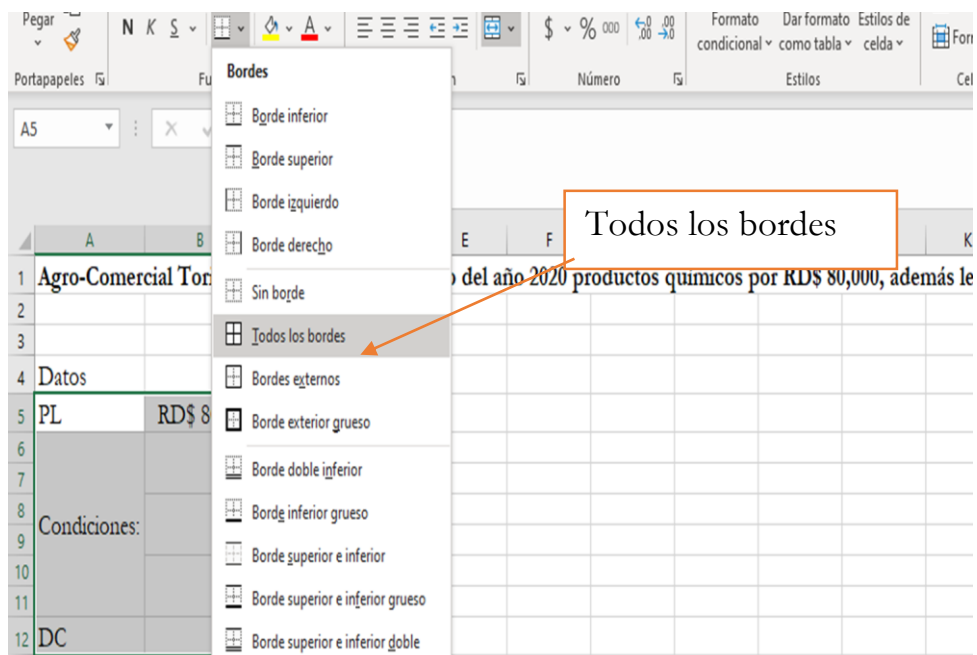 Pegar
N K S
$ % 000
Formato condicional
Dar formato como tabla
Estilos de celda
For
Portapapeles
Fu
Número
Estilos
Cel
A5
Bordes
Borde inferior
Borde superior
Borde izquierdo
Borde derecho
Sin borde
Todos los bordes
Bordes externos
Borde exterior grueso
Borde doble inferior
Borde inferior grueso
Borde superior e inferior
Borde superior e inferior grueso
Borde superior e inferior doble
Todos los bordes
A B E F K
1 Agro-Comercial Tor o del año 2020 productos químicos por RD$ 80,000, además le
2
3
4 Datos
5 PL RD$ 8
6
7
8
Condiciones:
9
10
11
12 DC